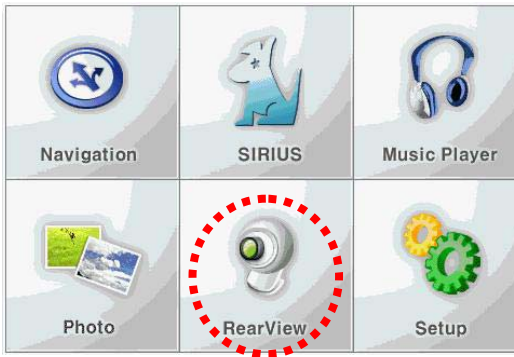 Navigation
SIRIUS
Music Player
Photo
RearView
Setup